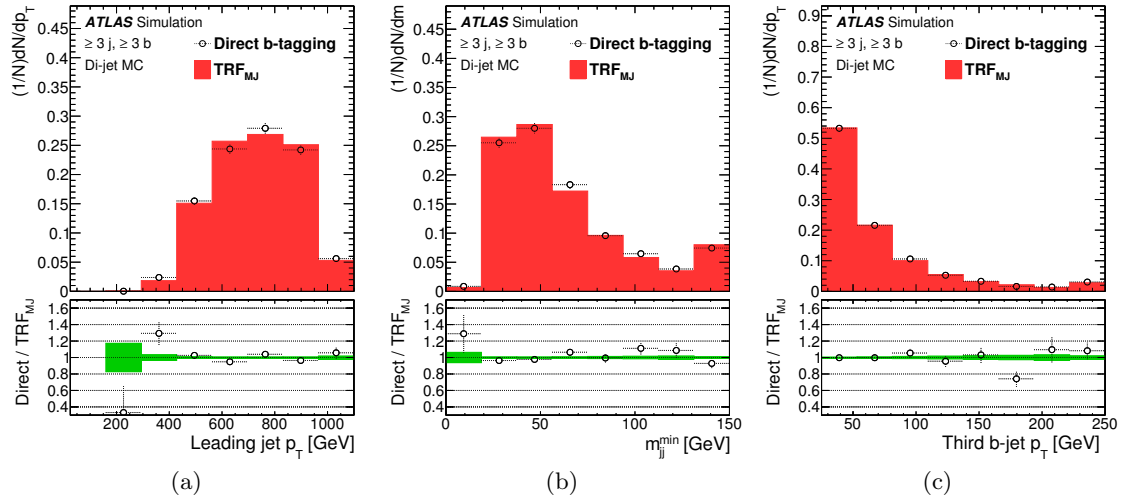 (1/N)dN/dp_T
0.45
0.4
0.35
0.3
0.25
0.2
0.15
0.1
0.05
0
ATLAS Simulation
≥ 3 j, ≥ 3 b
Di-jet MC
Direct b-tagging
TRF_MJ
Direct / TRF_MJ
1.6
1.4
1.2
1
0.8
0.6
0.4
200 400 600 800 1000
Leading jet p_T [GeV]
(a)
(1/N)dN/dm
0.45
0.4
0.35
0.3
0.25
0.2
0.15
0.1
0.05
0
ATLAS Simulation
≥ 3 j, ≥ 3 b
Di-jet MC
Direct b-tagging
TRF_MJ
Direct / TRF_MJ
1.6
1.4
1.2
1
0.8
0.6
0.4
0 50 100 150
m_jj^min [GeV]
(b)
(1/N)dN/dp_T
0.9
0.8
0.7
0.6
0.5
0.4
0.3
0.2
0.1
0
ATLAS Simulation
≥ 3 j, ≥ 3 b
Di-jet MC
Direct b-tagging
TRF_MJ
Direct / TRF_MJ
1.6
1.4
1.2
1
0.8
0.6
0.4
50 100 150 200 250
Third b-jet p_T [GeV]
(c)